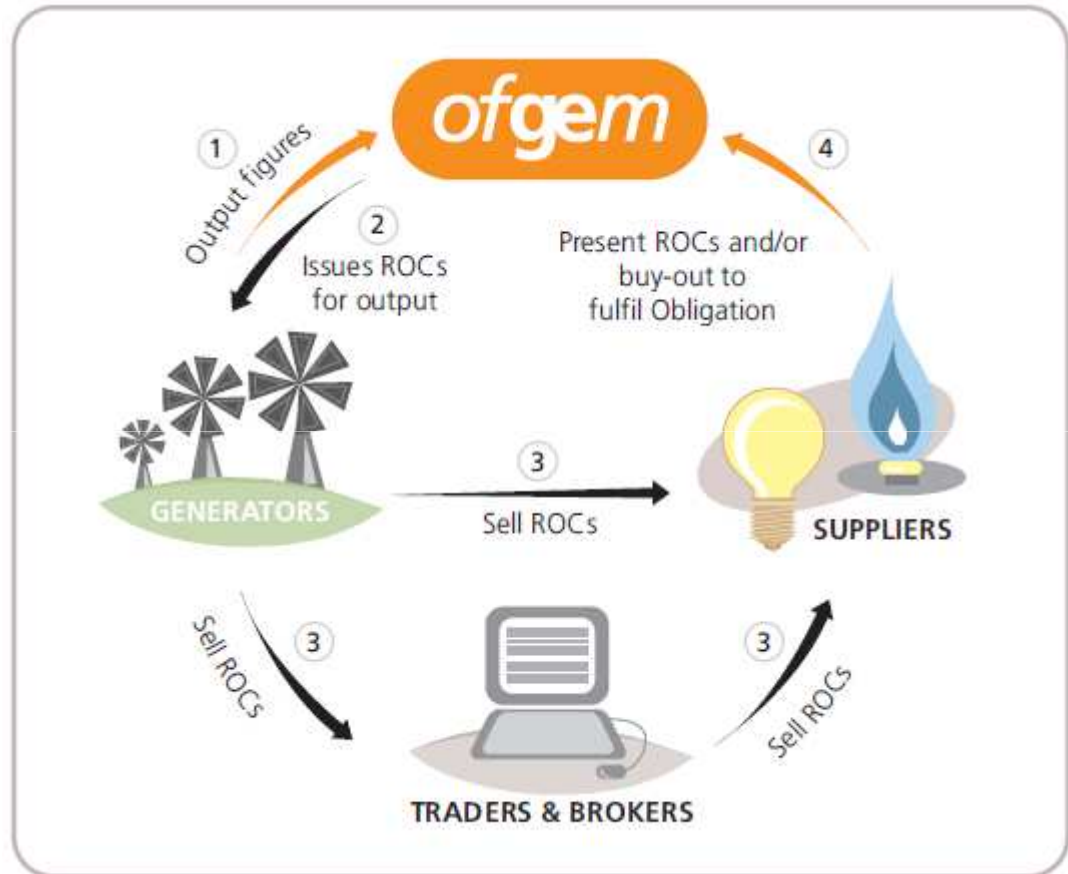 ofgem
1
Output figures
2
Issues ROCs
for output
4
Present ROCs and/or
buy-out to
fulfil Obligation
GENERATORS
3
Sell ROCs
SUPPLIERS
Sell ROCs
3
3
Sell ROCs
TRADERS & BROKERS